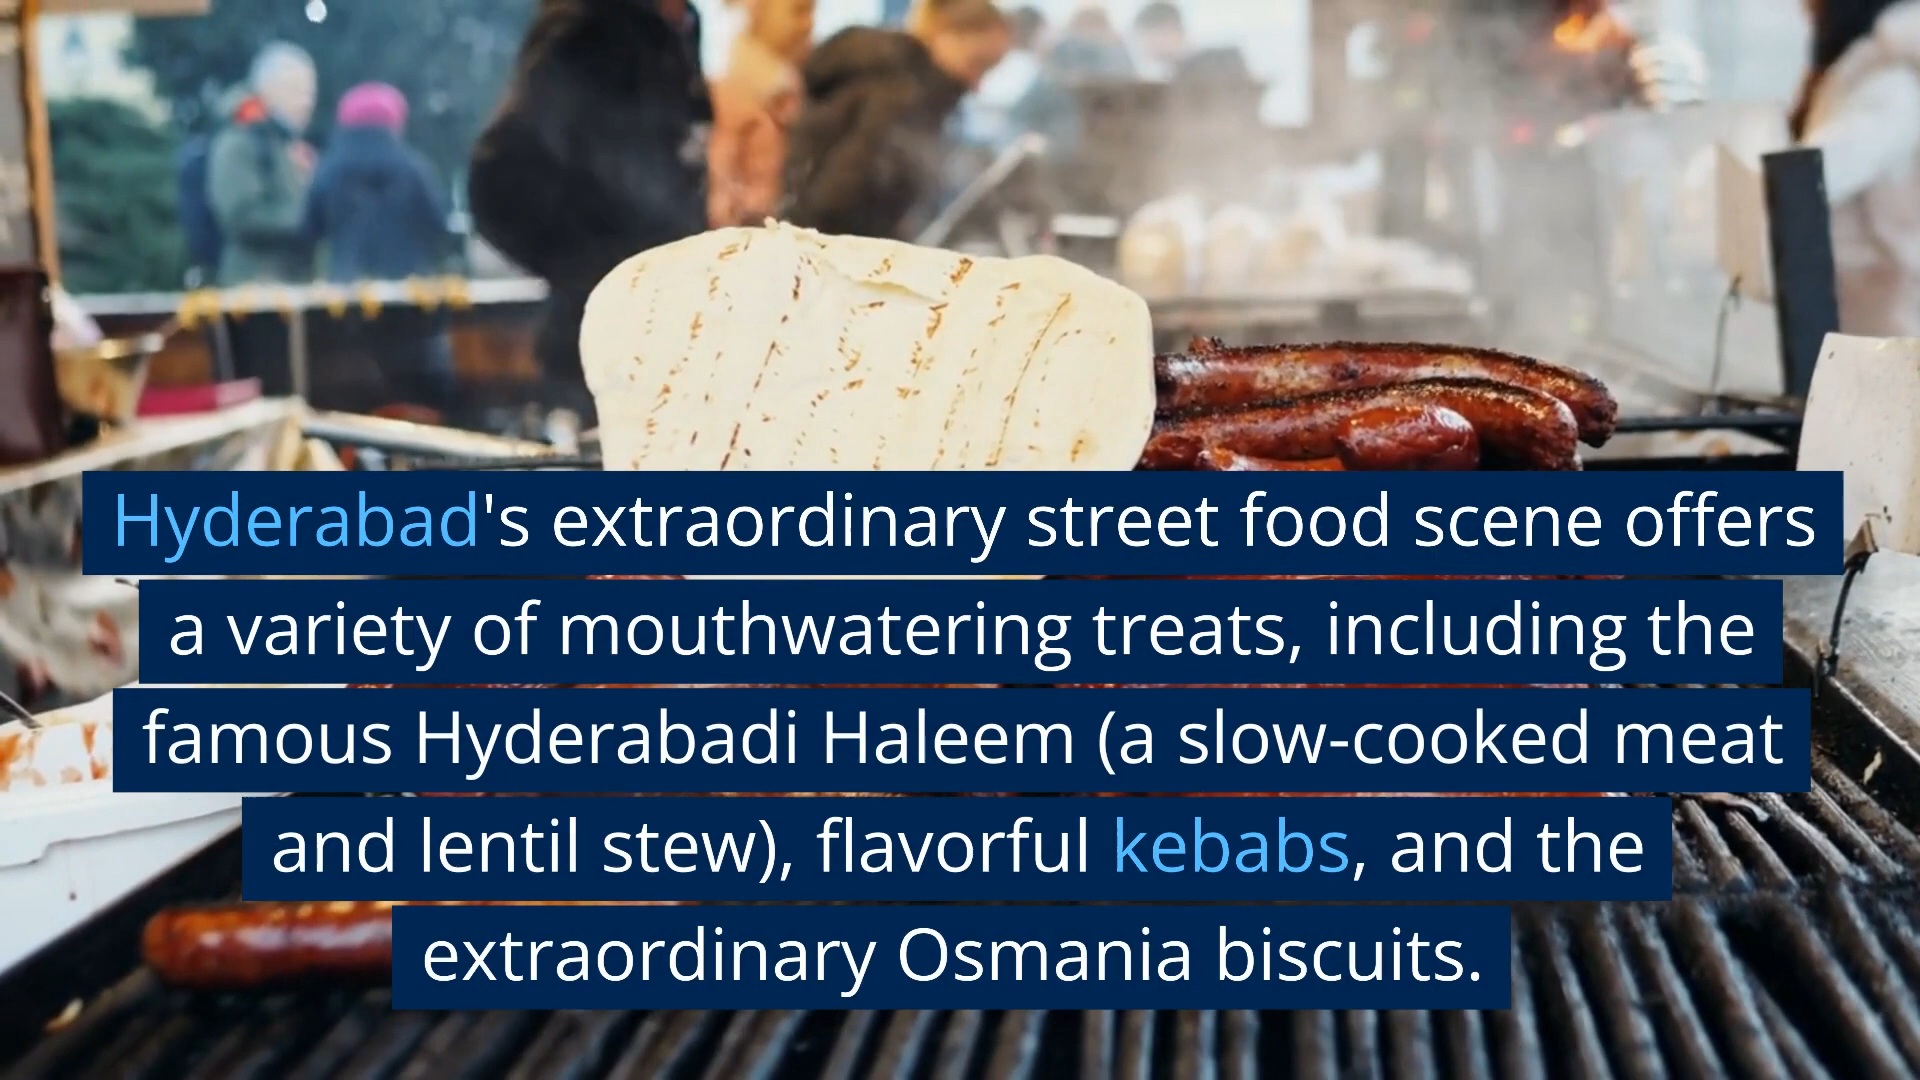 Hyderabad's extraordinary street food scene offers
a variety of mouthwatering treats, including the
famous Hyderabadi Haleem (a slow-cooked meat
and lentil stew), flavorful kebabs, and the
extraordinary Osmania biscuits.